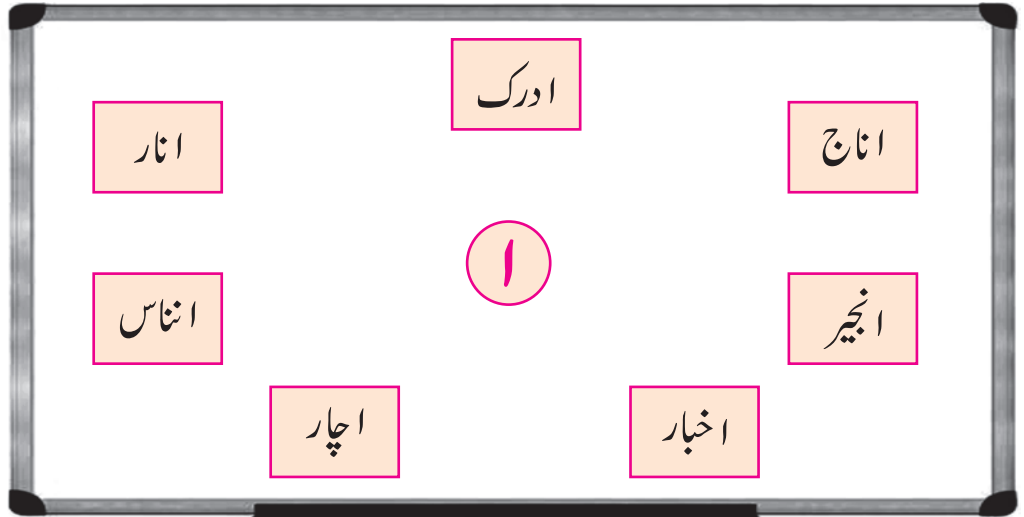 ادرک
اناج
انار
ا
انجیر
انناس
اخبار
اچار